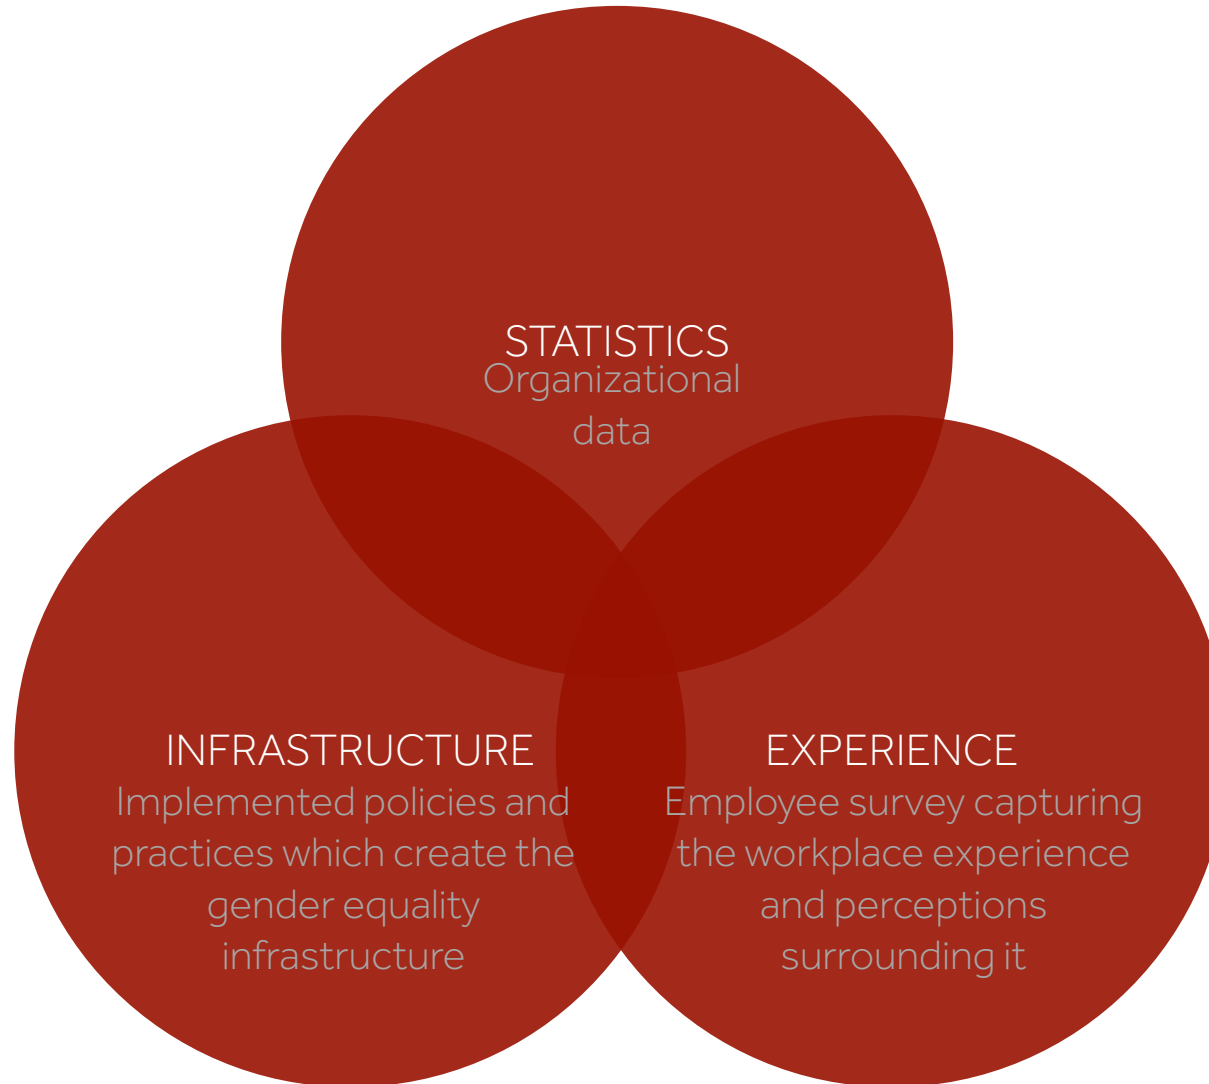 STATISTICS
Organizational
data
INFRASTRUCTURE
Implemented policies and
practices which create the
gender equality
infrastructure
EXPERIENCE
Employee survey capturing
the workplace experience
and perceptions
surrounding it